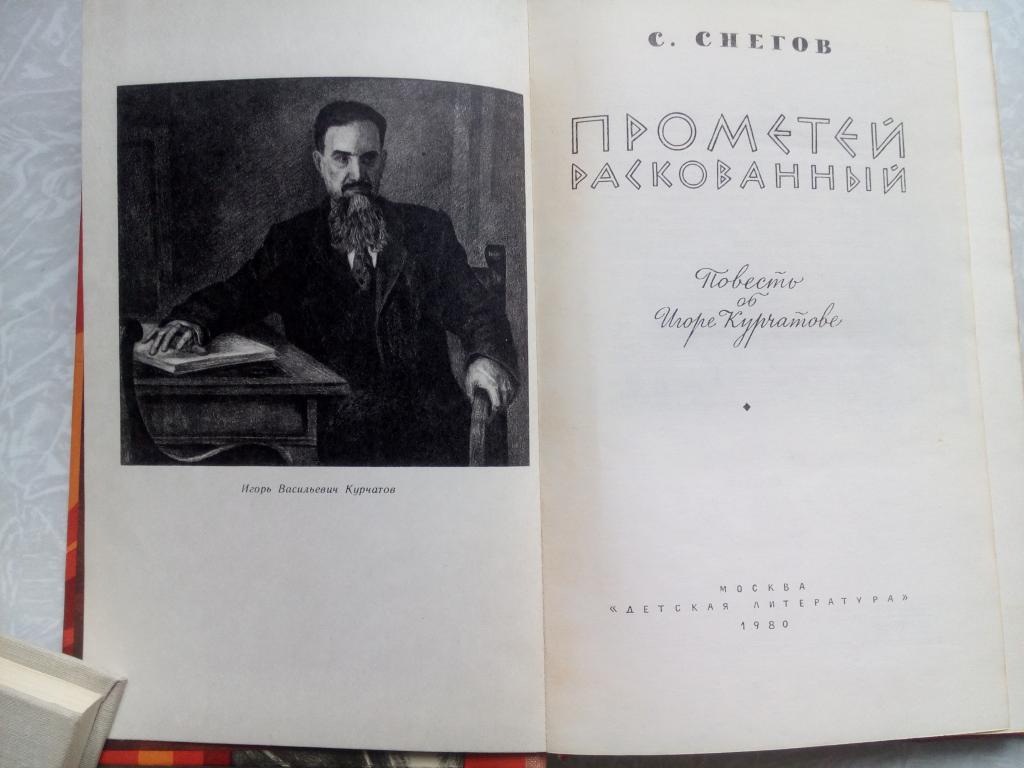 Игорь Васильевич Курчатов
С. СНЕГОВ
ПРОМЕТЕЙ
РАСКОВАННЫЙ
Повесть
об
Игоре Курчатове
МОСКВА
«ДЕТСКАЯ ЛИТЕРАТУРА»
1980